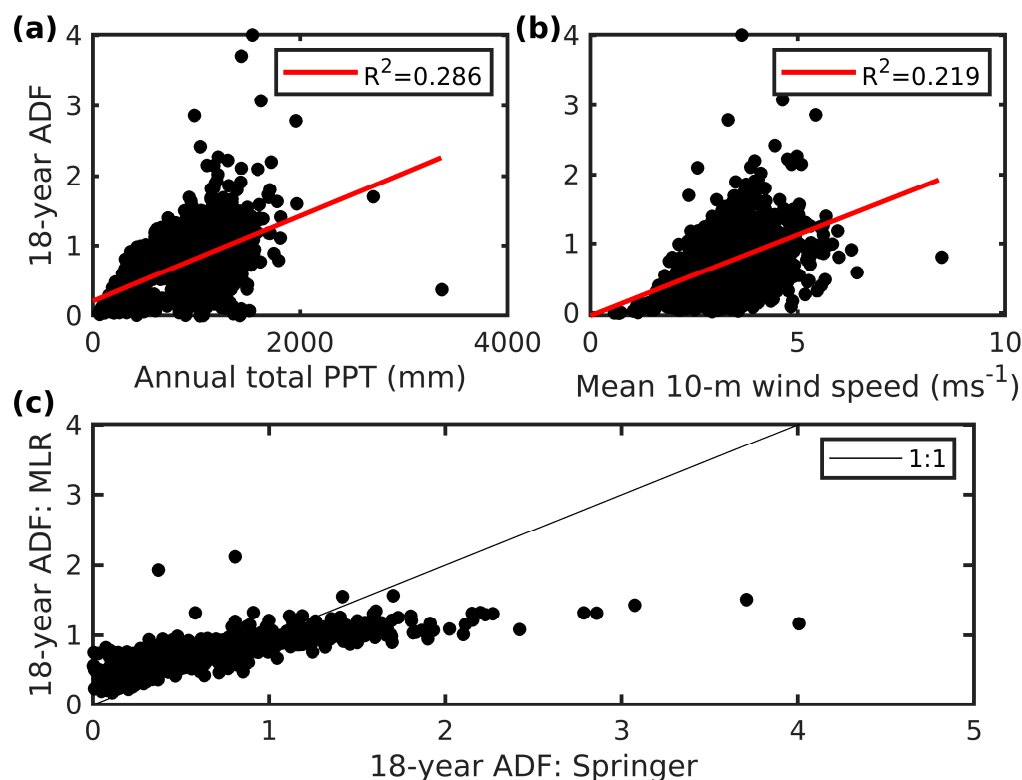 (a)
4
3
2
1
0
18-year ADF
R²=0.286
0
2000
4000
Annual total PPT (mm)
(b)
4
3
2
1
0
R²=0.219
0
5
10
Mean 10-m wind speed (ms⁻¹)
(c)
4
3
2
1
0
18-year ADF: MLR
1:1
0
1
2
3
4
5
18-year ADF: Springer